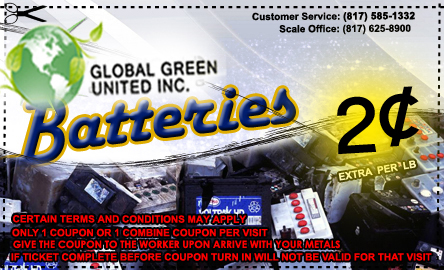 Customer Service: (817) 585-1332
Scale Office: (817) 625-8900
GLOBAL GREEN
UNITED INC.
Batteries
2¢
EXTRA PER LB
CERTAIN TERMS AND CONDITIONS MAY APPLY
ONLY 1 COUPON OR 1 COMBINE COUPON PER VISIT
GIVE THE COUPON TO THE WORKER UPON ARRIVE WITH YOUR METALS
IF TICKET COMPLETE BEFORE COUPON TURN IN WILL NOT BE VALID FOR THAT VISIT